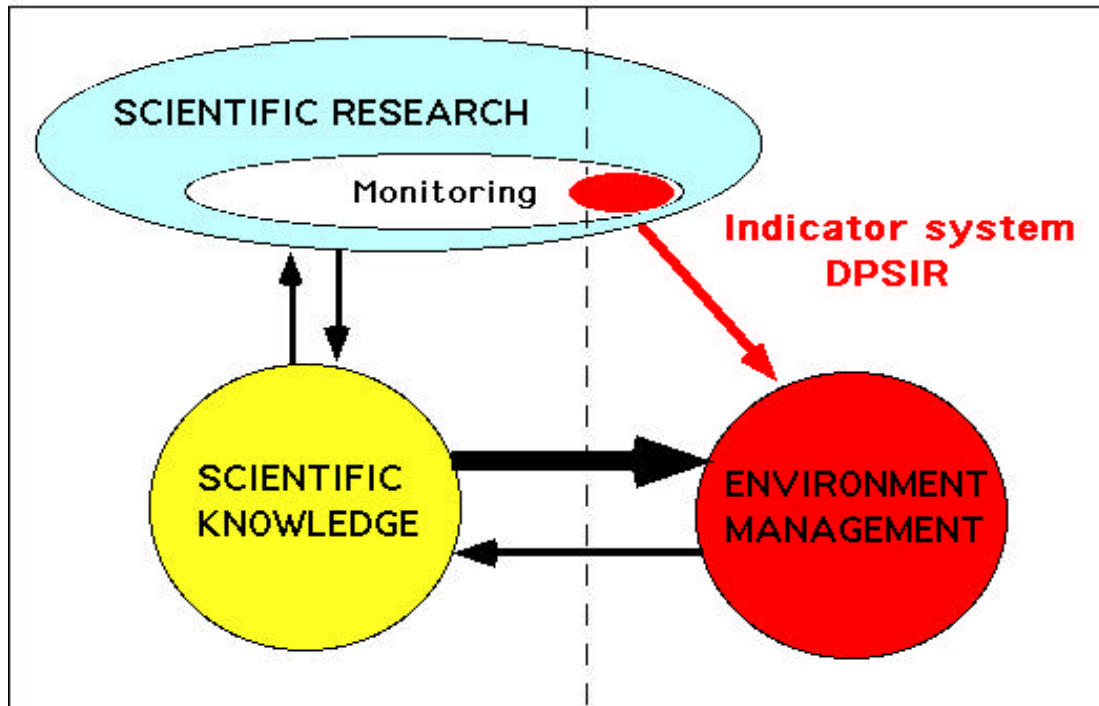 SCIENTIFIC RESEARCH
Monitoring
Indicator system
DPSIR
SCIENTIFIC
KNOWLEDGE
ENVIRONMENT
MANAGEMENT